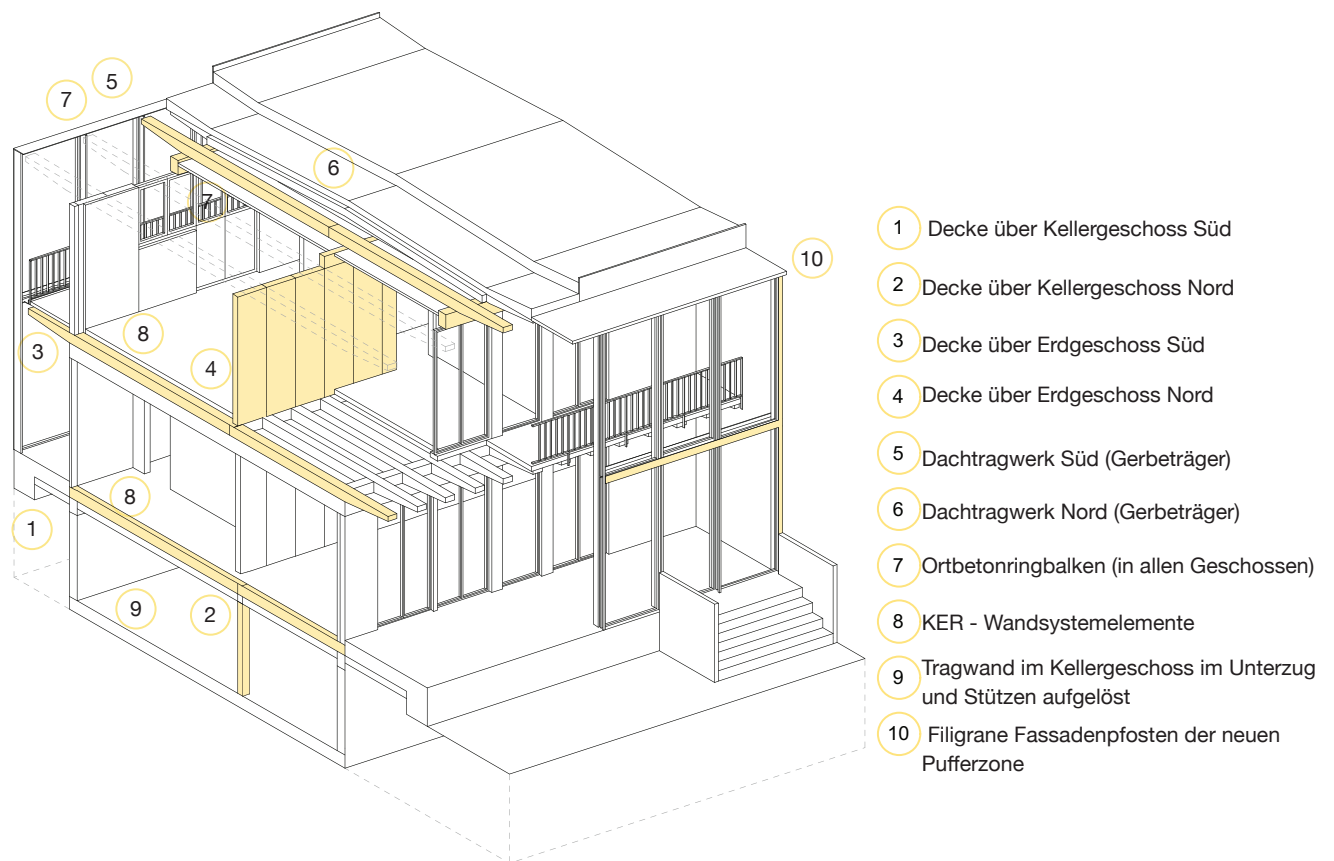 5
7
6
7
10
8
3
4
8
1
9
2
1 Decke über Kellergeschoss Süd
2 Decke über Kellergeschoss Nord
3 Decke über Erdgeschoss Süd
4 Decke über Erdgeschoss Nord
5 Dachtragwerk Süd (Gerbeträger)
6 Dachtragwerk Nord (Gerbeträger)
7 Ortbetonringbalken (in allen Geschossen)
8 KER - Wandsystemelemente
9 Tragwand im Kellergeschoss im Unterzug
und Stützen aufgelöst
10 Filigrane Fassadenpfosten der neuen
Pufferzone